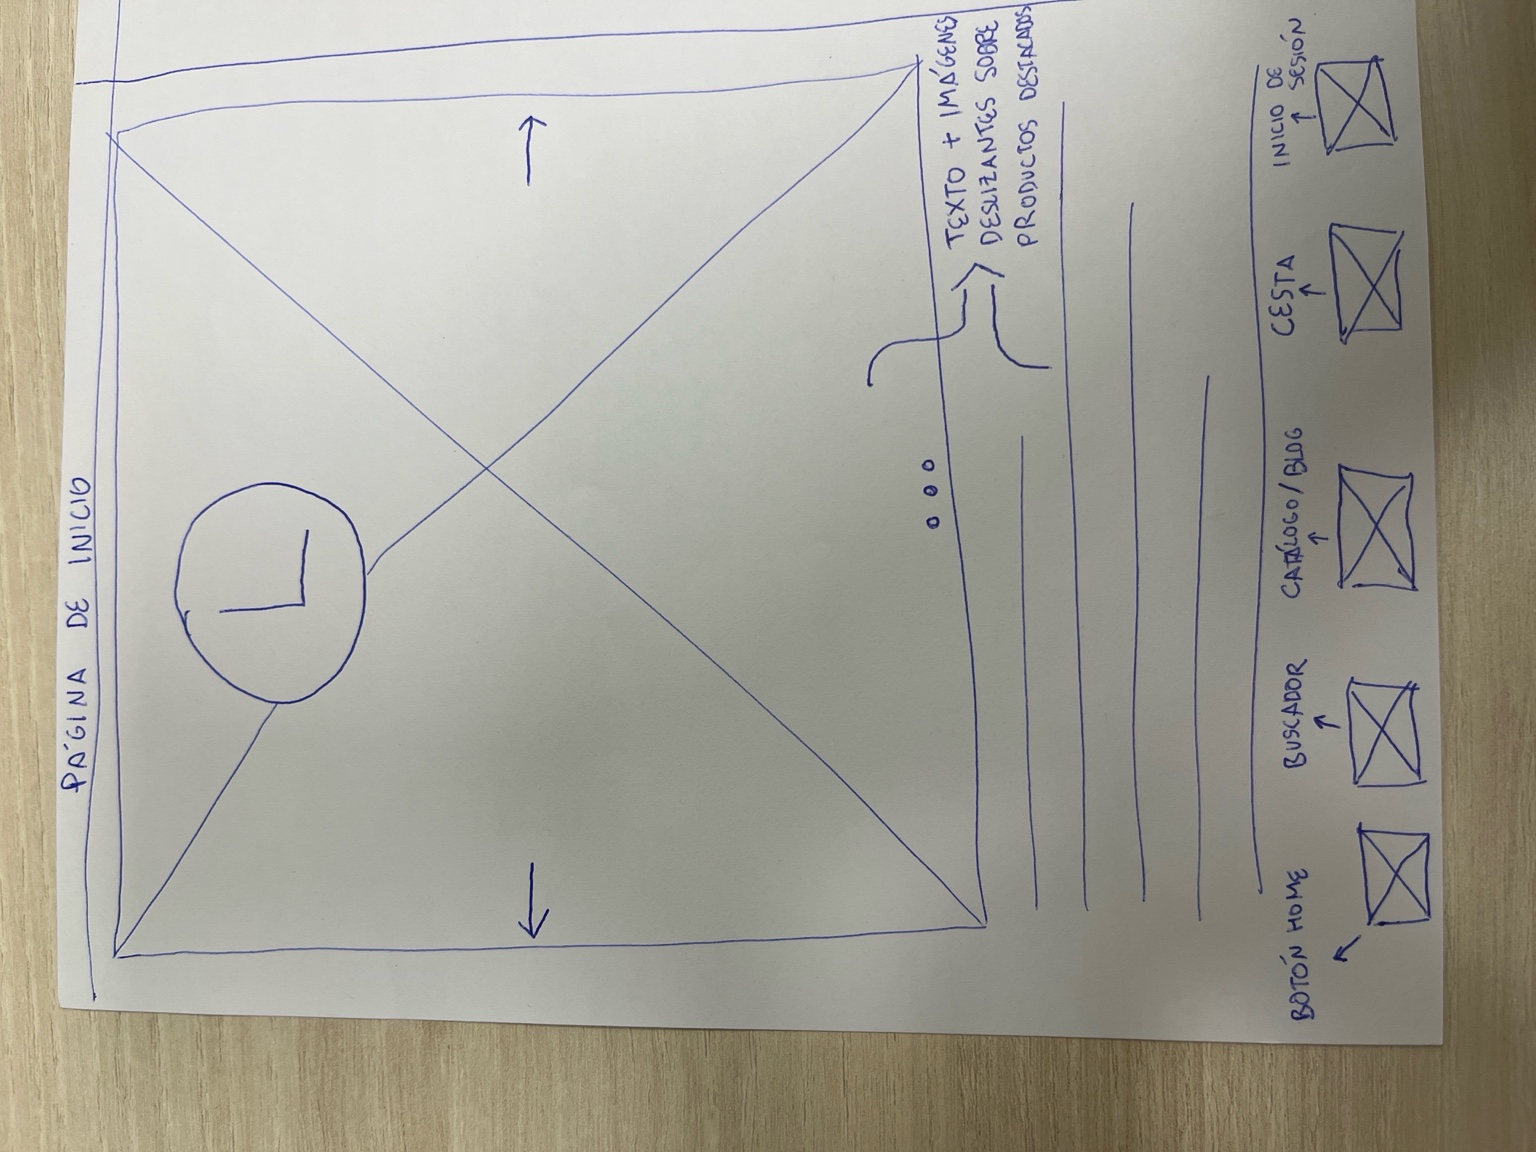 PÁGINA DE INICIO
L
TEXTO + IMÁGENES
DESLIZANTES SOBRE
PRODUCTOS DESTACADOS
BOTÓN HOME
BUSCADOR
CATÁLOGO/BLOG
CESTA
INICIO DE
SESIÓN